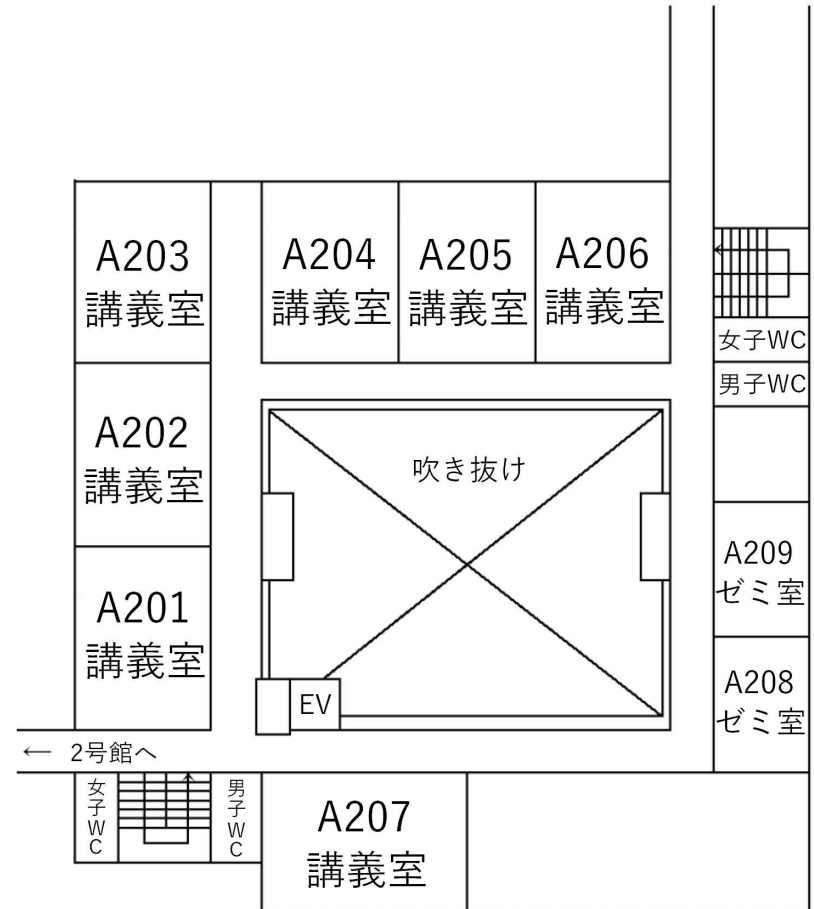 A203
講義室
A204
講義室
A205
講義室
A206
講義室
女子WC
男子WC
A202
講義室
吹き抜け
A209
ゼミ室
A201
講義室
A208
ゼミ室
EV
← 2号館へ
女子WC
男子WC
A207
講義室